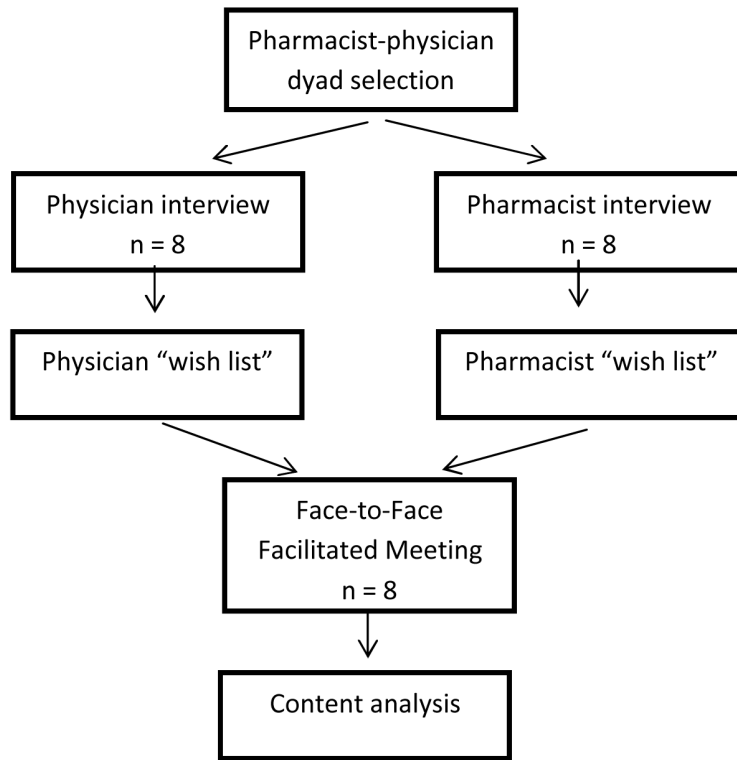 Pharmacist-physician
dyad selection
Physician interview
n = 8
Pharmacist interview
n = 8
Physician “wish list”
Pharmacist “wish list”
Face-to-Face
Facilitated Meeting
n = 8
Content analysis